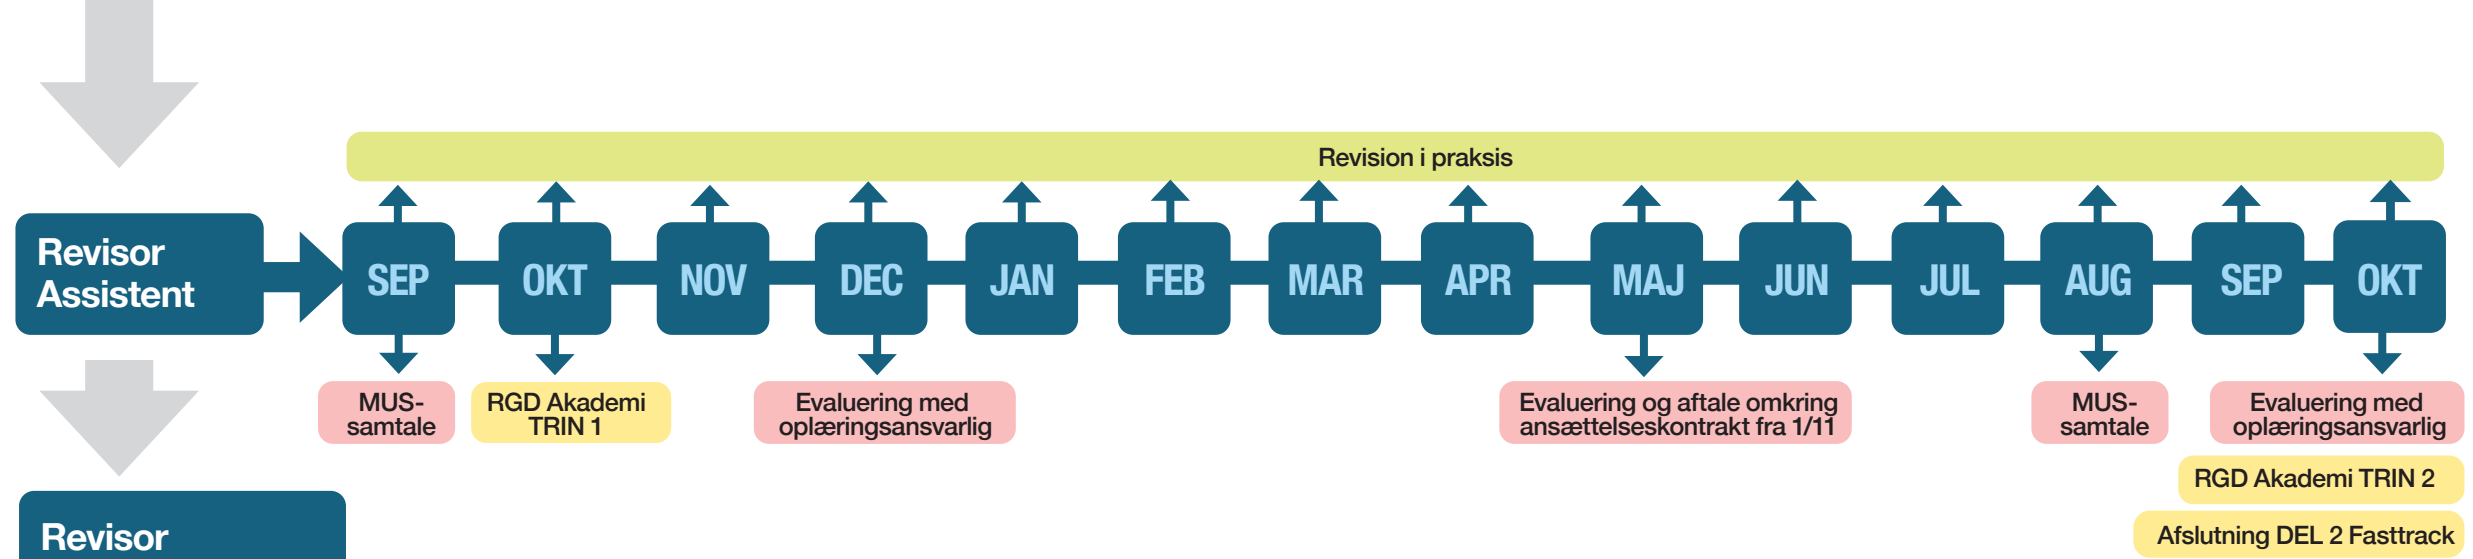 Revision i praksis
Revisor
Assistent
SEP
OKT
NOV
DEC
JAN
FEB
MAR
APR
MAJ
JUN
JUL
AUG
SEP
OKT
MUS-
samtale
RGD Akademi
TRIN 1
Evaluering med
oplæringsansvarlig
Evaluering og aftale omkring
ansættelseskontrakt fra 1/11
MUS-
samtale
Evaluering med
oplæringsansvarlig
RGD Akademi TRIN 2
Afslutning DEL 2 Fasttrack
Revisor